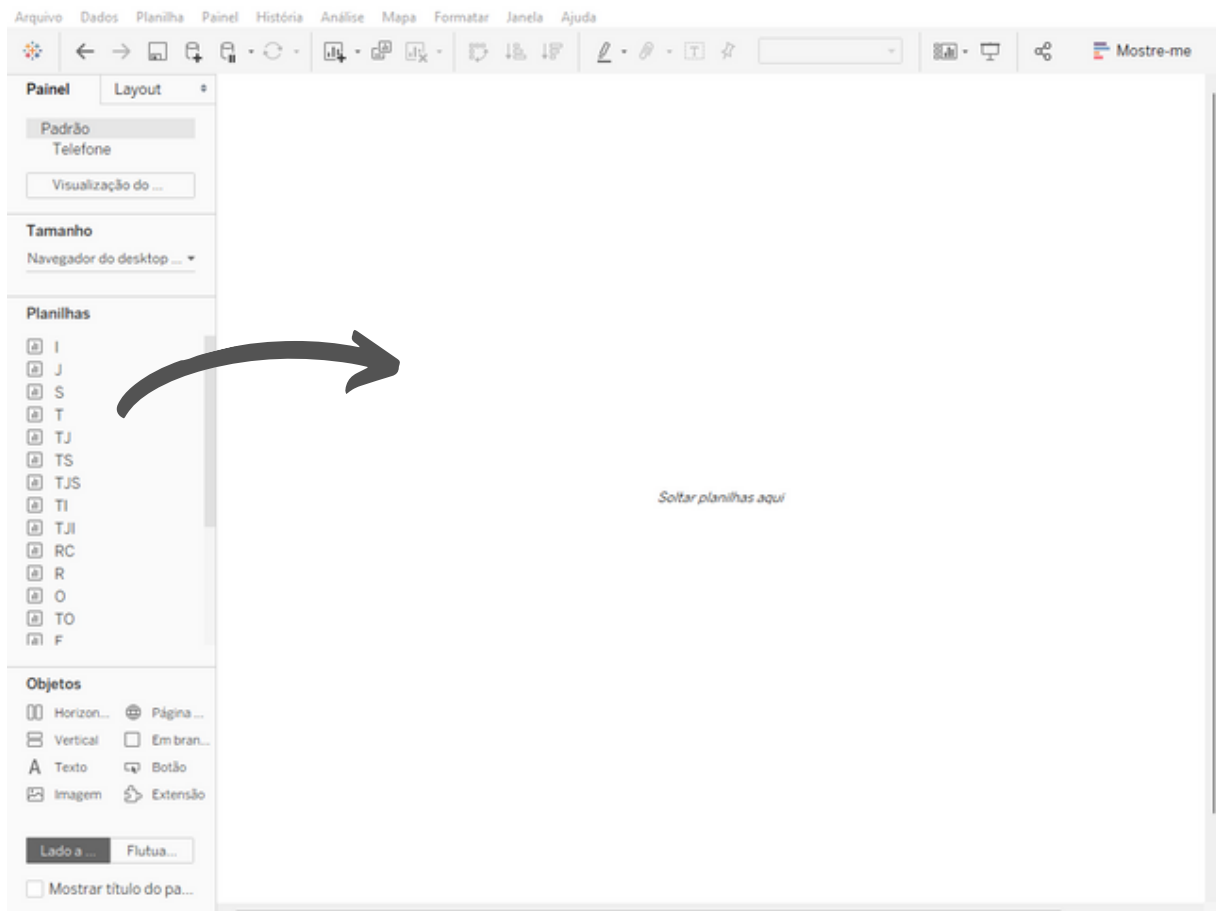 Arquivo Dados Planilha Painel História Análise Mapa Formatar Janela Ajuda
Mostre-me
Painel Layout
Padrão
Telefone
Visualização do ...
Tamanho
Navegador do desktop ...
Planilhas
I
J
S
T
TJ
TS
TJS
TI
TJI
RC
R
O
TO
Soltar planilhas aqui
Objetos
Horizon... Página ...
Vertical Em bran...
A Texto Botão
Imagem Extensão
Lado a ... Flutua...
Mostrar título do pa...